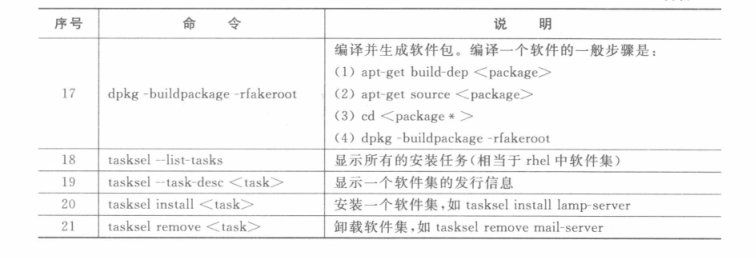 序号 命 令 说 明
17 dpkg -buildpackage -rfakeroot 编译并生成软件包。编译一个软件的一般步骤是:
(1) apt-get build-dep <package>
(2) apt-get source <package>
(3) cd <package * >
(4) dpkg -buildpackage -rfakeroot
18 tasksel --list-tasks 显示所有的安装任务(相当于 rhel 中软件集)
19 tasksel --task-desc <task> 显示一个软件集的发行信息
20 tasksel install <task> 安装一个软件集,如 tasksel install lamp-server
21 tasksel remove <task> 卸载软件集,如 tasksel remove mail-server